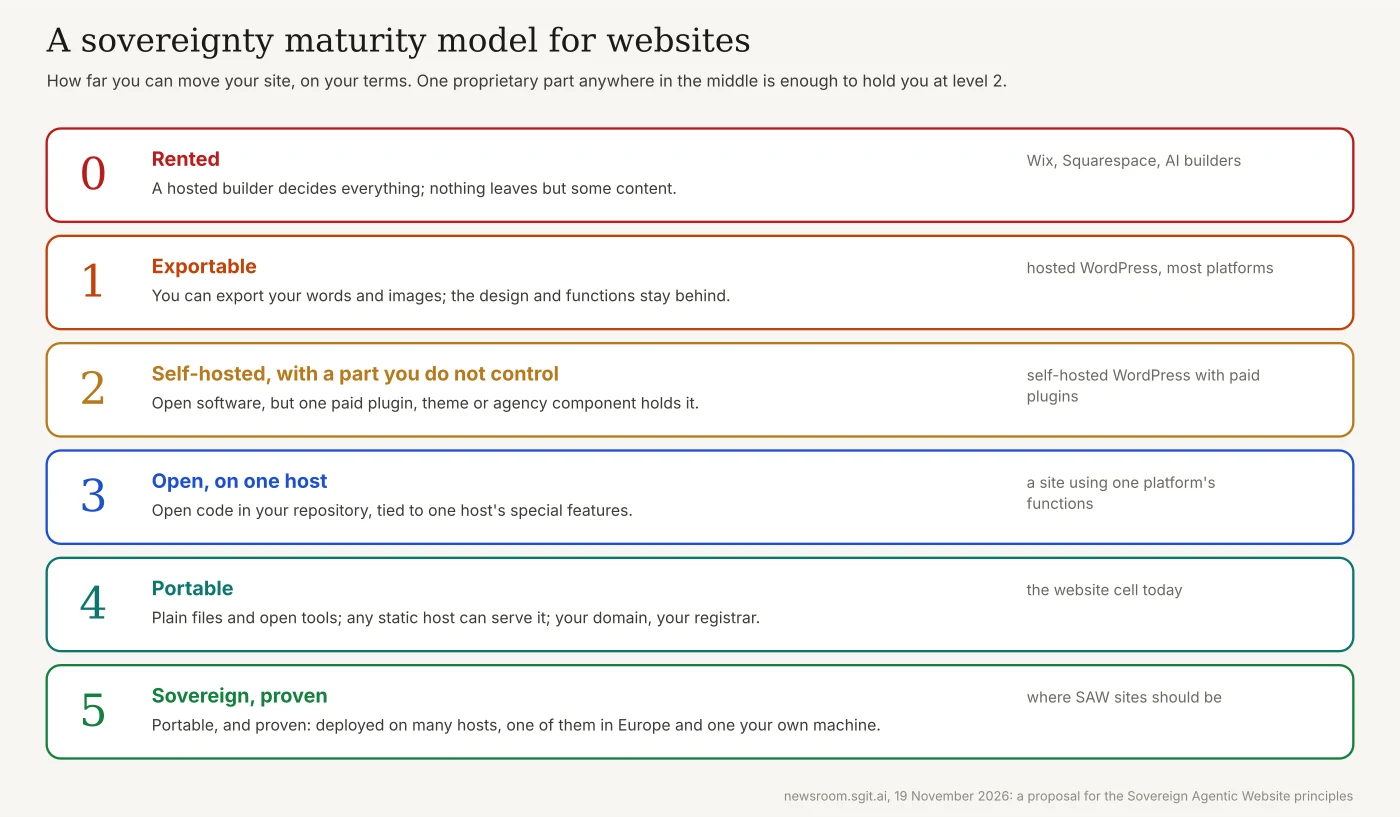 A sovereignty maturity model for websites
How far you can move your site, on your terms. One proprietary part anywhere in the middle is enough to hold you at level 2.
0
Rented
A hosted builder decides everything; nothing leaves but some content.
Wix, Squarespace, AI builders
1
Exportable
You can export your words and images; the design and functions stay behind.
hosted WordPress, most platforms
2
Self-hosted, with a part you do not control
Open software, but one paid plugin, theme or agency component holds it.
self-hosted WordPress with paid
plugins
3
Open, on one host
Open code in your repository, tied to one host's special features.
a site using one platform's
functions
4
Portable
Plain files and open tools; any static host can serve it; your domain, your registrar.
the website cell today
5
Sovereign, proven
Portable, and proven: deployed on many hosts, one of them in Europe and one your own machine.
where SAW sites should be
newsroom.sgit.ai, 19 November 2026: a proposal for the Sovereign Agentic Website principles